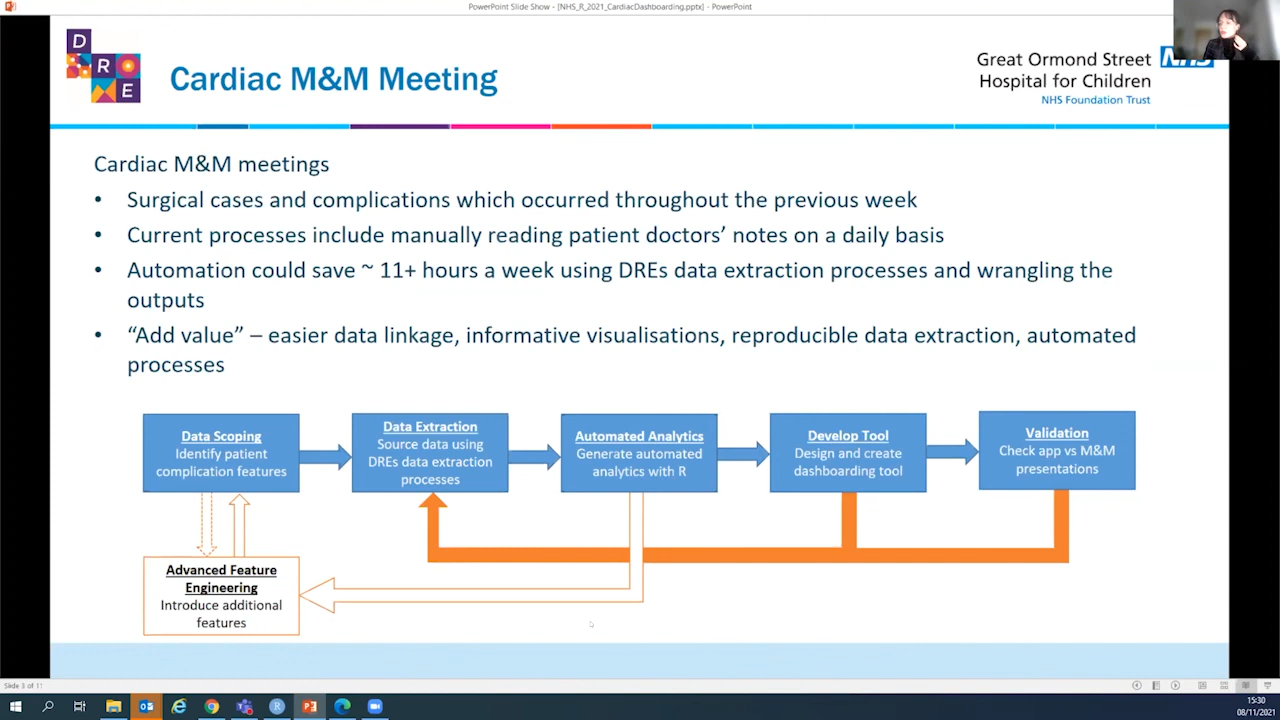 PowerPoint Slide Show - [NHS_R_2021_CardiacDashboarding.pptx] - PowerPoint
D
R
E
Cardiac M&M Meeting
Great Ormond Street
Hospital for Children
NHS Foundation Trust
NHS
Cardiac M&M meetings
• Surgical cases and complications which occurred throughout the previous week
• Current processes include manually reading patient doctors' notes on a daily basis
• Automation could save ~ 11+ hours a week using DREs data extraction processes and wrangling the
outputs
• “Add value” – easier data linkage, informative visualisations, reproducible data extraction, automated
processes
Data Scoping
Identify patient
complication features
Data Extraction
Source data using
DREs data extraction
processes
Automated Analytics
Generate automated
analytics with R
Develop Tool
Design and create
dashboarding tool
Validation
Check app vs M&M
presentations
Advanced Feature
Engineering
Introduce additional
features
Slide 3 of 11
15:30
08/11/2021